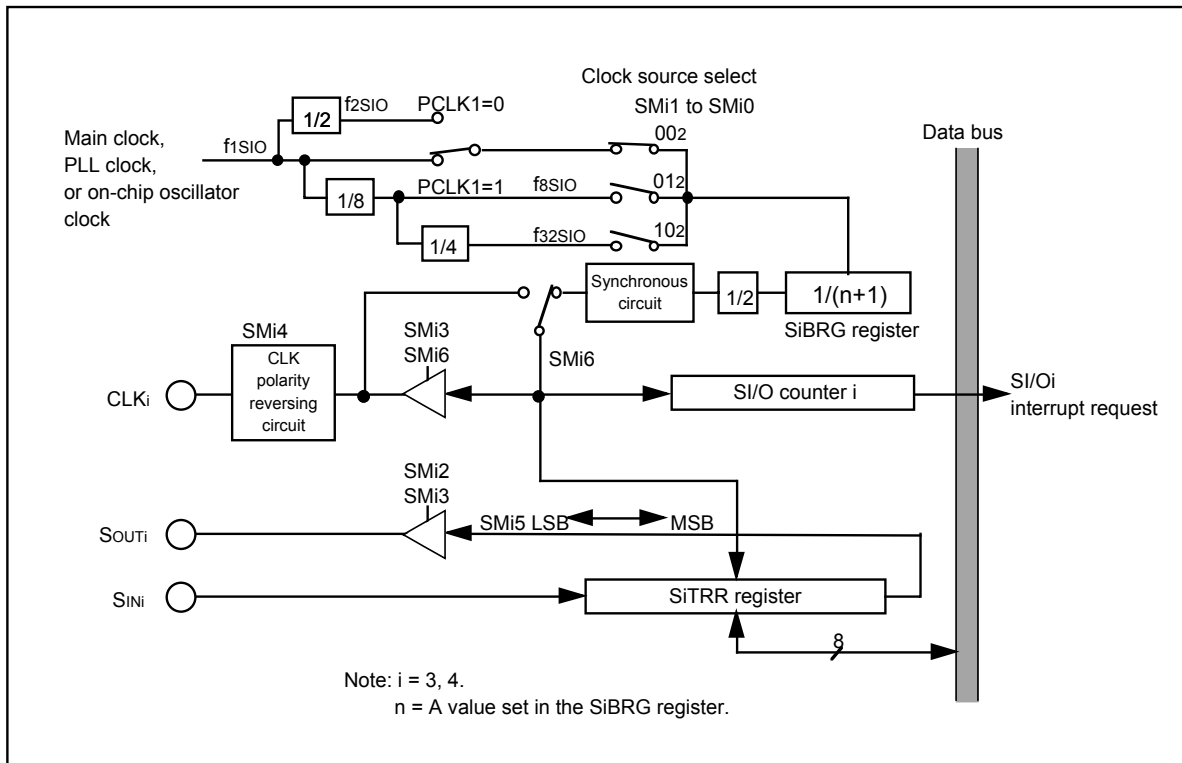 Clock source select
SMi1 to SMi0
Main clock,
PLL clock,
or on-chip oscillator
clock
f1SIO
1/2
f2SIO
PCLK1=0
002
Data bus
1/8
PCLK1=1
f8SIO
012
1/4
f32SIO
102
Synchronous
circuit
1/2
1/(n+1)
SiBRG register
SMi4
CLK
polarity
reversing
circuit
SMi3
SMi6
SMi6
CLKi
SI/O counter i
SI/Oi
interrupt request
SMi2
SMi3
SMi5 LSB
MSB
SOUTi
SINi
SiTRR register
8
Note: i = 3, 4.
n = A value set in the SiBRG register.